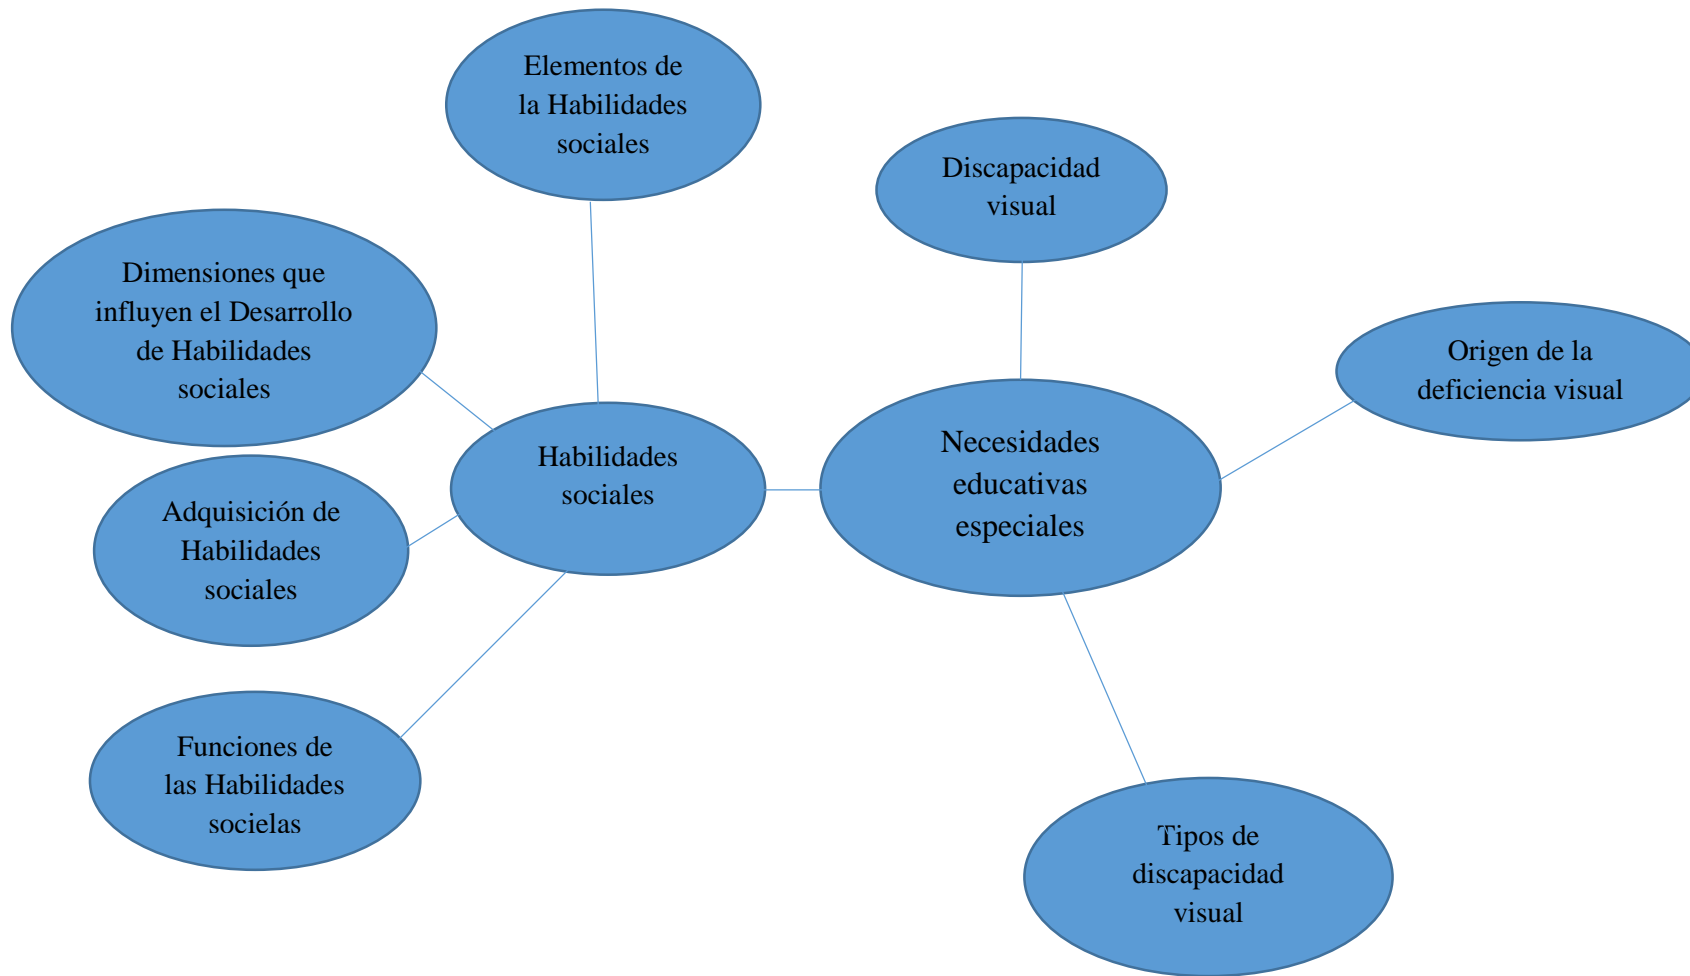 Elementos de
la Habilidades
sociales
Discapacidad
visual
Dimensiones que
influyen el Desarrollo
de Habilidades
sociales
Origen de la
deficiencia visual
Habilidades
sociales
Necesidades
educativas
especiales
Adquisición de
Habilidades
sociales
Funciones de
las Habilidades
socielas
Tipos de
discapacidad
visual